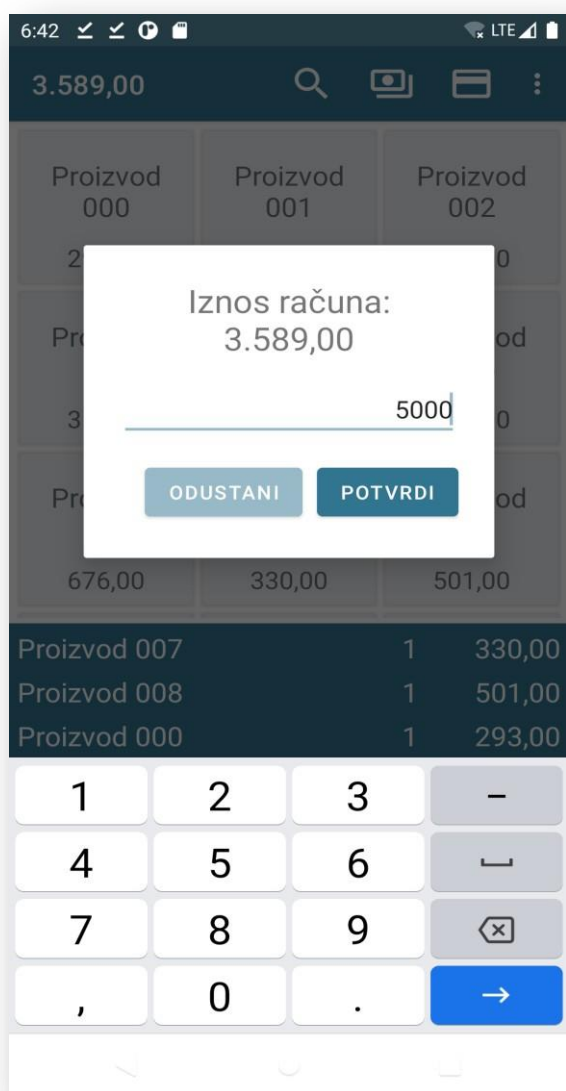 6:42
LTE
3.589,00
Proizvod Proizvod Proizvod
000 001 002
Iznos računa:
3.589,00
5000
ODUSTANI POTVRDI
676,00 330,00 501,00
Proizvod 007 1 330,00
Proizvod 008 1 501,00
Proizvod 000 1 293,00
1 2 3 -
4 5 6
7 8 9
, 0 .